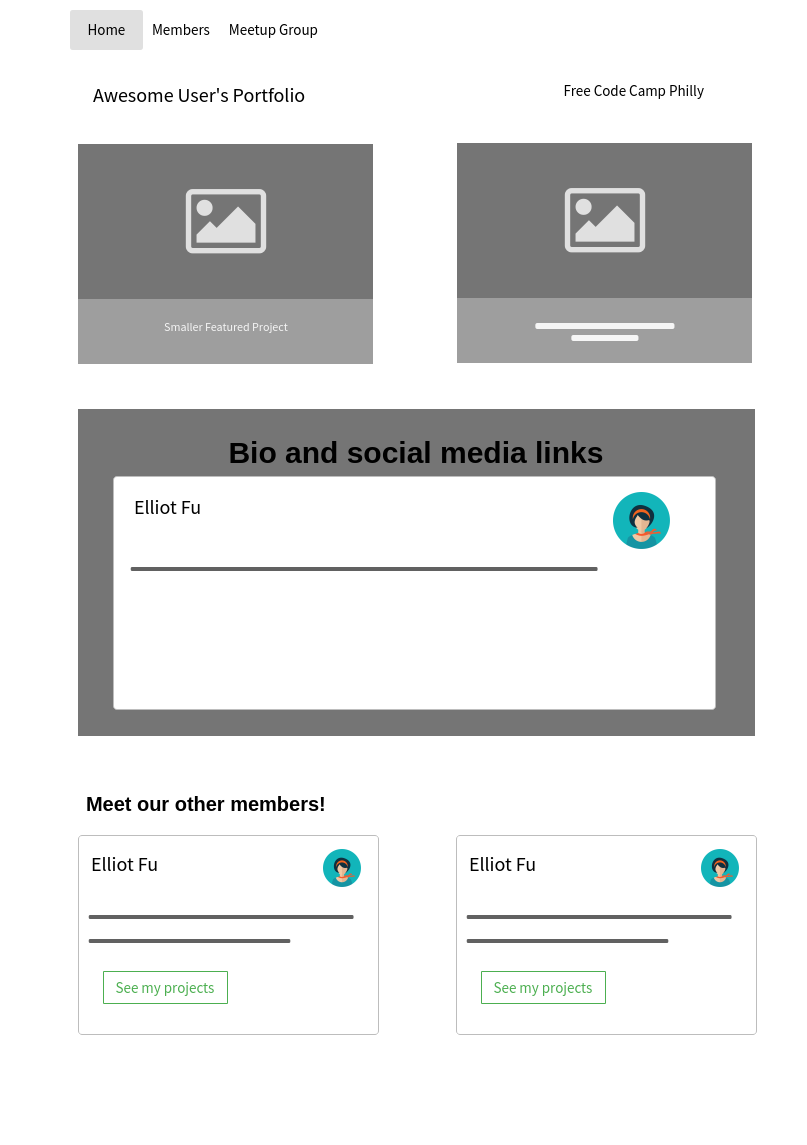 Home Members Meetup Group
Awesome User's Portfolio
Free Code Camp Philly
Smaller Featured Project
Bio and social media links
Elliot Fu
Meet our other members!
Elliot Fu
See my projects
Elliot Fu
See my projects